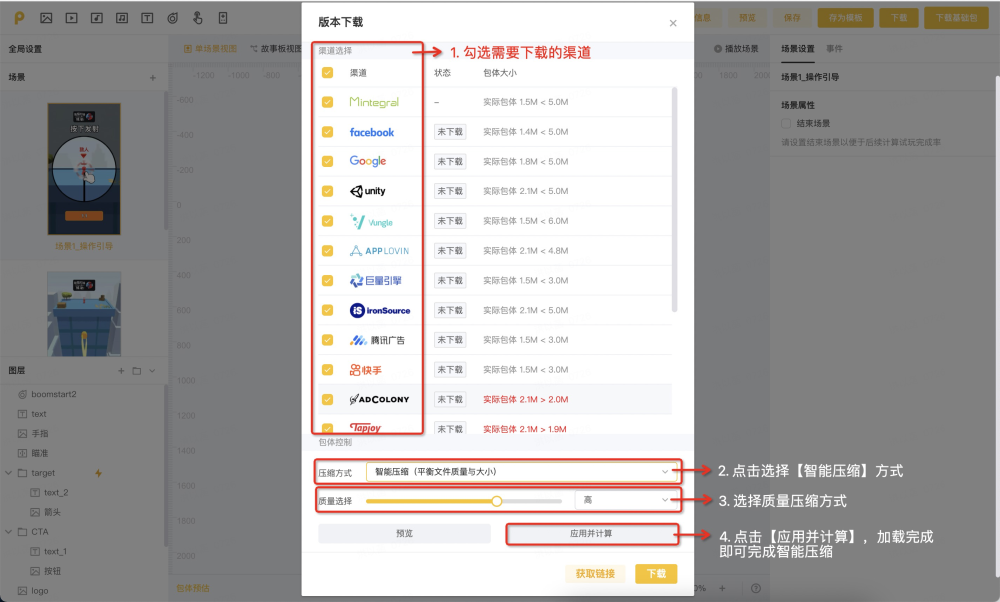 版本下载
信息
预览
保存
存为模板
下载
下载基础包
全局设置
单场景视图
故事板视图
播放场景
场景设置
事件
场景
-1200
-1000
-800
1800
2000
场景1_操作引导
场景属性
结束场景
请设置结束场景以便于后续计算试玩完成率
按下发射
敌人
场景1_操作引导
-600
-400
-200
0
200
400
600
800
1000
1200
1400
1600
1800
2000
图层
boomstart2
text
手指
瞄准
target
text_2
箭头
CTA
text_1
按钮
logo
包体预估
渠道选择
1. 勾选需要下载的渠道
渠道 状态 包体大小
Mintegral – 实际包体 1.5M < 5.0M
facebook 未下载 实际包体 1.4M < 5.0M
Google 未下载 实际包体 1.8M < 5.0M
unity 未下载 实际包体 2.1M < 5.0M
Vungle 未下载 实际包体 1.5M < 6.0M
APPLOVIN 未下载 实际包体 2.1M < 4.8M
巨量引擎 未下载 实际包体 1.5M < 3.0M
ironSource 未下载 实际包体 2.1M < 5.0M
腾讯广告 未下载 实际包体 1.5M < 3.0M
快手 未下载 实际包体 1.5M < 3.0M
ADCOLONY 未下载 实际包体 2.1M > 2.0M
Tapjoy 未下载 实际包体 2.1M > 1.9M
包体控制
压缩方式 智能压缩（平衡文件质量与大小）
2. 点击选择【智能压缩】方式
质量选择 高
3. 选择质量压缩方式
预览 应用并计算
4. 点击【应用并计算】，加载完成
即可完成智能压缩
获取链接 下载